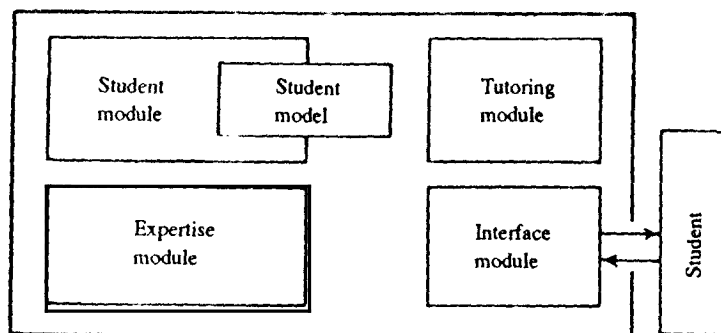 Student
module
Student
model
Tutoring
module
Expertise
module
Interface
module
Student